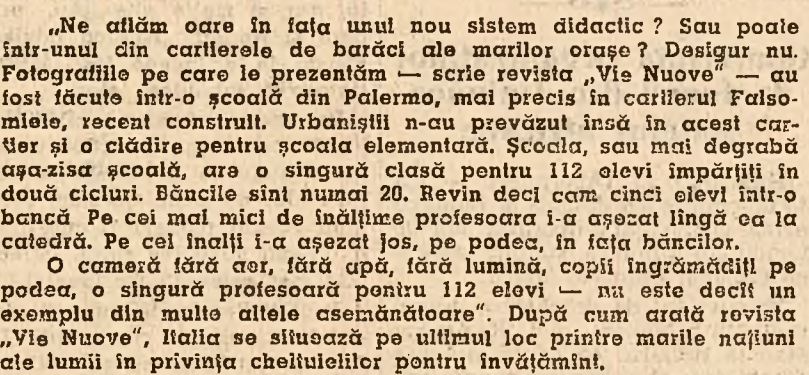 „Ne aflăm oare în fața unui nou sistem didactic ? Sau poate
într-unul din cartierele de barăci ale marilor orașe ? Desigur nu.
Fotografiile pe care le prezentăm — scrie revista „Vie Nuove" — au
fost făcute într-o școală din Palermo, mai precis în cartierul Falso-
miele, recent construit. Urbaniștii n-au prevăzut însă în acest car-
tier și o clădire pentru școala elementară. Școala, sau mai degrabă
așa-zisa școală, are o singură clasă pentru 112 elevi împărțiți în
două cicluri. Băncile sînt numai 20. Revin deci cam cinci elevi într-o
bancă Pe cei mai mici de înălțime profesoara i-a așezat lîngă ea la
catedră. Pe cei înalți i-a așezat jos, pe podea, în fața băncilor.
O cameră fără aer, fără apă, fără lumină, copii îngrămădiți pe
podea, o singură profesoară pentru 112 elevi — nu este decît un
exemplu din multe altele asemănătoare". După cum arată revista
„Vie Nuove", Italia se situează pe ultimul loc printre marile națiuni
ale lumii în privința cheltuielilor pentru învățămînt.